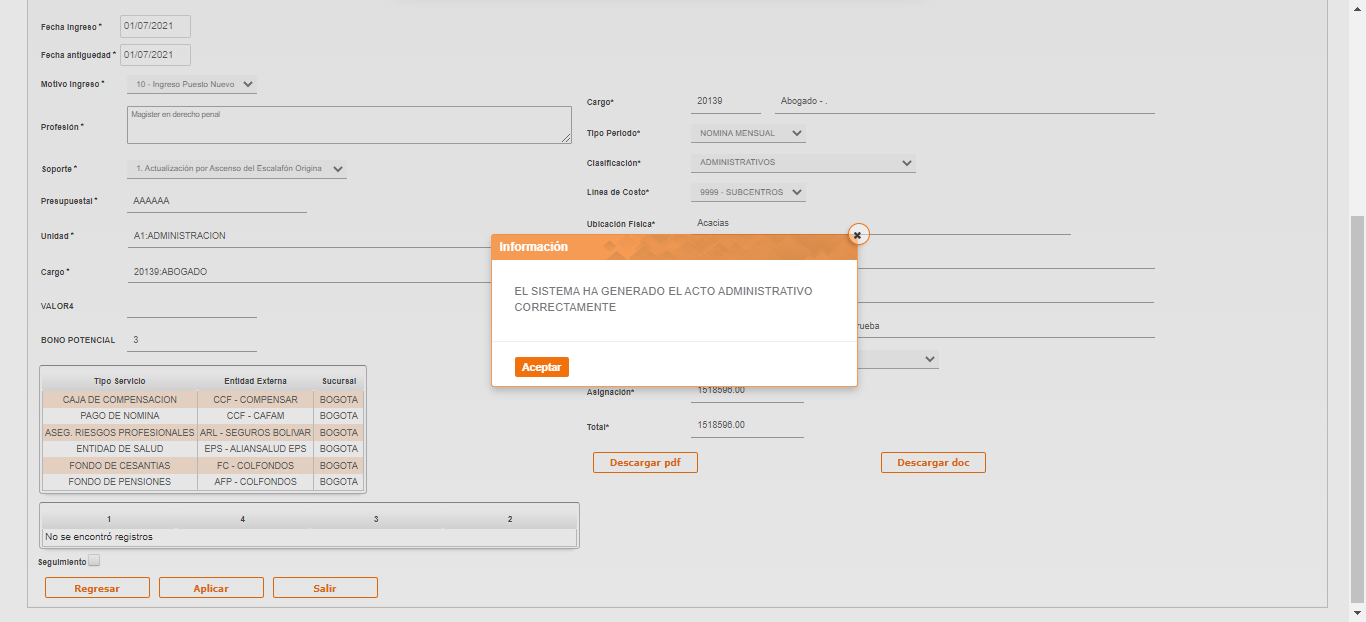 Fecha Ingreso *
01/07/2021
Fecha antiguedad *
01/07/2021
Motivo Ingreso *
10 - Ingreso Puesto Nuevo
Profesión *
Magister en derecho penal
Soporte *
1. Actualización por Ascenso del Escalafón Origina
Presupuestal *
AAAAAA
Unidad *
A1:ADMINISTRACION
Cargo *
20139:ABOGADO
VALOR4
BONO POTENCIAL
3
Cargo*
20139
Abogado - .
Tipo Periodo*
NOMINA MENSUAL
Clasificación*
ADMINISTRATIVOS
Linea de Costo*
9999 - SUBCENTROS
Ubicación Física*
Acacias
Información
EL SISTEMA HA GENERADO EL ACTO ADMINISTRATIVO
CORRECTAMENTE
Aceptar
rueba
Asignación*
1518596.00
Total*
1518596.00
Descargar pdf
Descargar doc
Tipo Servicio Entidad Externa Sucursal
CAJA DE COMPENSACION CCF - COMPENSAR BOGOTA
PAGO DE NOMINA CCF - CAFAM BOGOTA
ASEG. RIESGOS PROFESIONALES ARL - SEGUROS BOLIVAR BOGOTA
ENTIDAD DE SALUD EPS - ALIANSALUD EPS BOGOTA
FONDO DE CESANTIAS FC - COLFONDOS BOGOTA
FONDO DE PENSIONES AFP - COLFONDOS BOGOTA
1 4 3 2
No se encontró registros
Seguimiento
Regresar
Aplicar
Salir